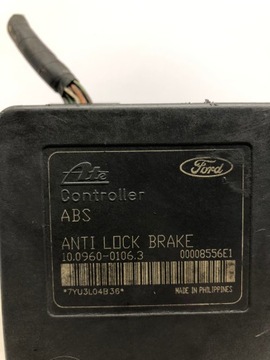 Ate
Ford
Controller
ABS
ANTI LOCK BRAKE
10.0960-0106.3 00008556E1
*7YU3L04B36* MADE IN PHILIPPINES